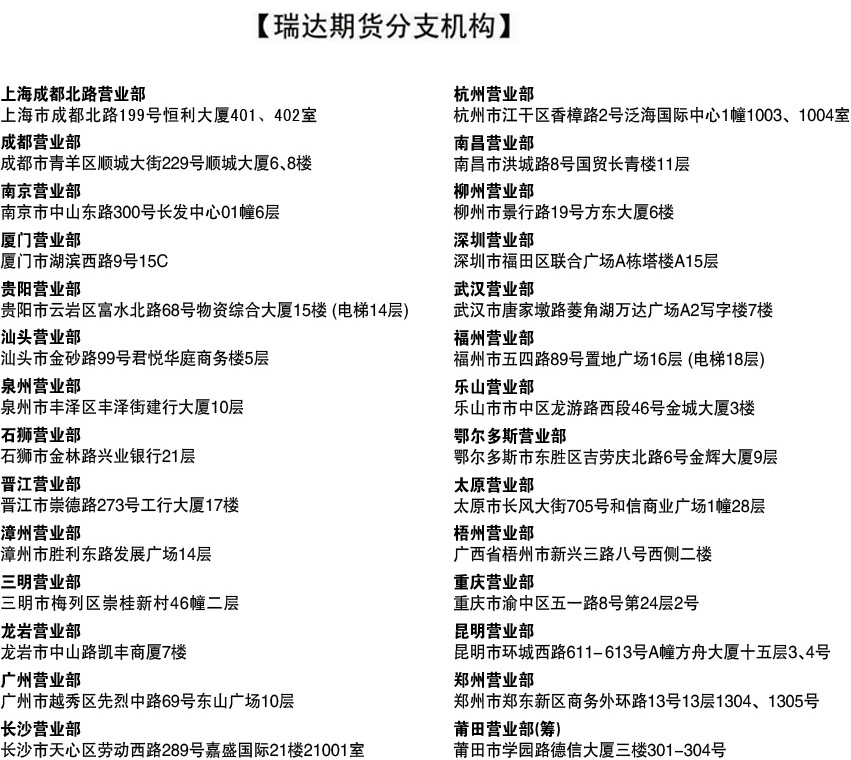 【瑞达期货分支机构】
上海成都北路营业部
上海市成都北路199号恒利大厦401、402室
成都营业部
成都市青羊区顺城大街229号顺城大厦6、8楼
南京营业部
南京市中山东路300号长发中心01幢6层
厦门营业部
厦门市湖滨西路9号15C
贵阳营业部
贵阳市云岩区富水北路68号物资综合大厦15楼 (电梯14层)
汕头营业部
汕头市金砂路99号君悦华庭商务楼5层
泉州营业部
泉州市丰泽区丰泽街建行大厦10层
石狮营业部
石狮市金林路兴业银行21层
晋江营业部
晋江市崇德路273号工行大厦17楼
漳州营业部
漳州市胜利东路发展广场14层
三明营业部
三明市梅列区崇桂新村46幢二层
龙岩营业部
龙岩市中山路凯丰商厦7楼
广州营业部
广州市越秀区先烈中路69号东山广场10层
长沙营业部
长沙市天心区劳动西路289号嘉盛国际21楼21001室
杭州营业部
杭州市江干区香樟路2号泛海国际中心1幢1003、1004室
南昌营业部
南昌市洪城路8号国贸长青楼11层
柳州营业部
柳州市景行路19号方东大厦6楼
深圳营业部
深圳市福田区联合广场A栋塔楼A15层
武汉营业部
武汉市唐家墩路菱角湖万达广场A2写字楼7楼
福州营业部
福州市五四路89号置地广场16层 (电梯18层)
乐山营业部
乐山市市中区龙游路西段46号金城大厦3楼
鄂尔多斯营业部
鄂尔多斯市东胜区吉劳庆北路6号金辉大厦9层
太原营业部
太原市长风大街705号和信商业广场1幢28层
梧州营业部
广西省梧州市新兴三路八号西侧二楼
重庆营业部
重庆市渝中区五一路8号第24层2号
昆明营业部
昆明市环城西路611-613号A幢方舟大厦十五层3、4号
郑州营业部
郑州市郑东新区商务外环路13号13层1304、1305号
莆田营业部(筹)
莆田市学园路德信大厦三楼301-304号